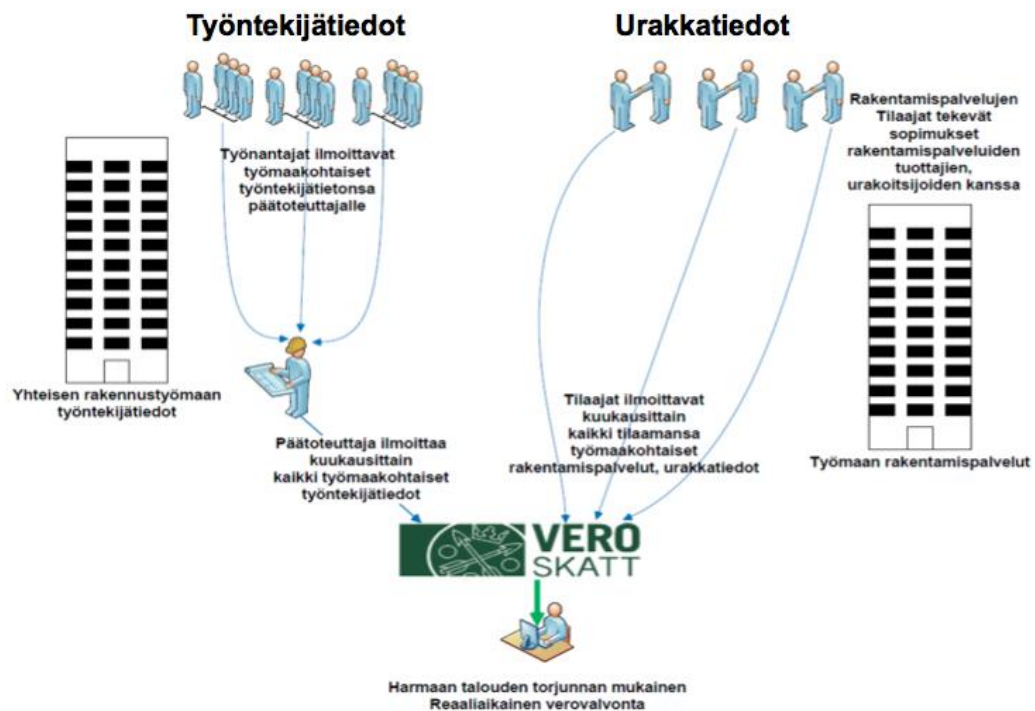 Työntekijätiedot
Työnantajat ilmoittavat
työmaakohtaiset
työntekijätietonsa
päätoteuttajalle
Yhteisen rakennustyömaan
työntekijätiedot
Päätoteuttaja ilmoittaa
kuukausittain
kaikki työmaakohtaiset
työntekijätiedot
Urakkatiedot
Rakentamispalvelujen
Tilaajat tekevät
sopimukset
rakentamispalveluiden
tuottajien,
urakoitsijoiden kanssa
Tilaajat ilmoittavat
kuukausittain
kaikki tilaamansa
työmaakohtaiset
rakentamispalvelut, urakkatiedot
Työmaan rakentamispalvelut
VERO
SKATT
Harmaan talouden torjunnan mukainen
Reaaliaikainen verovalvonta